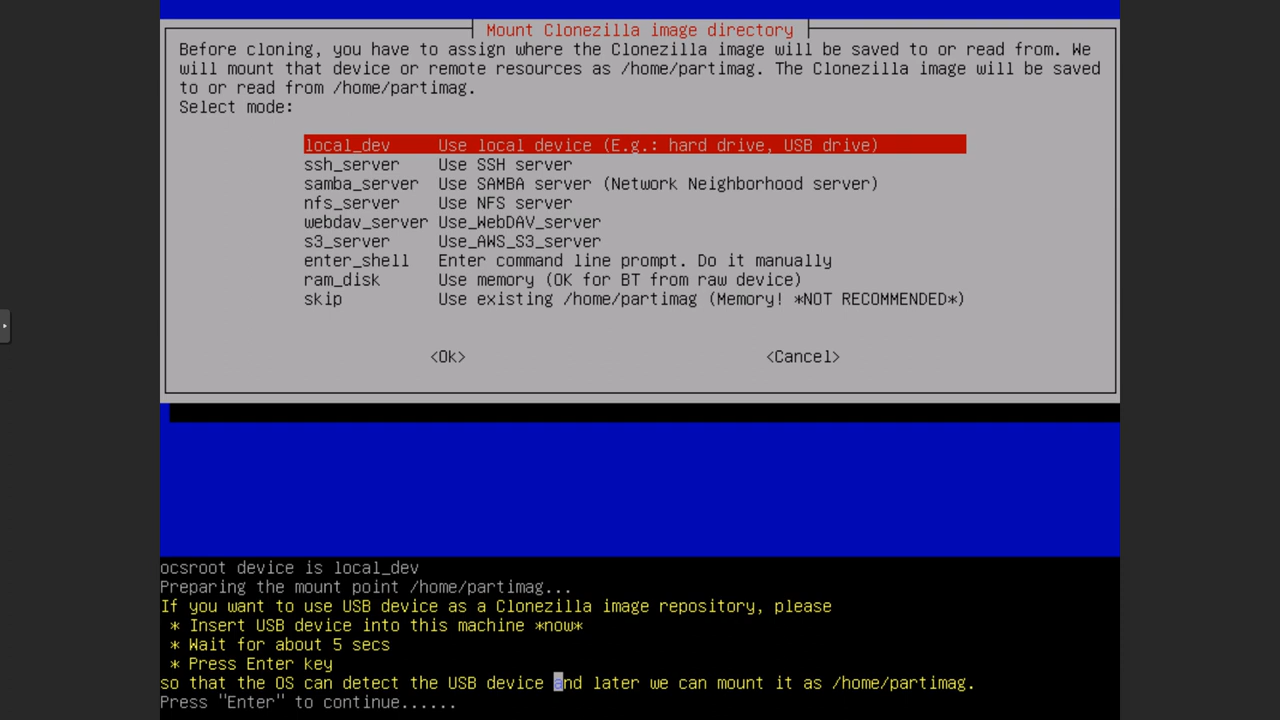 Mount Clonezilla image directory
Before cloning, you have to assign where the Clonezilla image will be saved to or read from. We
will mount that device or remote resources as /home/partimag. The Clonezilla image will be saved
to or read from /home/partimag.
Select mode:
local_dev Use local device (E.g.: hard drive, USB drive)
ssh_server Use SSH server
samba_server Use SAMBA server (Network Neighborhood server)
nfs_server Use NFS server
webdav_server Use_WebDAV_server
s3_server Use_AWS_S3_server
enter_shell Enter command line prompt. Do it manually
ram_disk Use memory (OK for BT from raw device)
skip Use existing /home/partimag (Memory! *NOT RECOMMENDED*)
<Ok> <Cancel>
ocsroot device is local_dev
Preparing the mount point /home/partimag...
If you want to use USB device as a Clonezilla image repository, please
* Insert USB device into this machine *now*
* Wait for about 5 secs
* Press Enter key
so that the OS can detect the USB device and later we can mount it as /home/partimag.
Press "Enter" to continue......